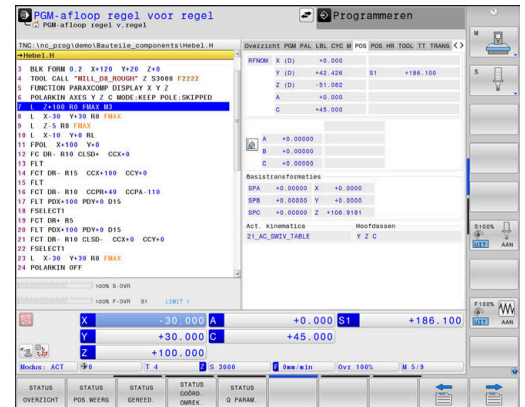 PGM-afloop regel voor regel
PGM-afloop regel v.regel
Programmeren
TNC:\nc_prog\demo\Bauteile_components\Hebel.H
→Hebel.H
3 BLK FORM 0.2 X+120 Y+20 Z+0
4 TOOL CALL "MILL_D8_ROUGH" Z S3000 F2222
5 FUNCTION PARAXCOMP DISPLAY X Y Z
6 POLARKIN AXES Y Z C MODE:KEEP POLE:SKIPPED
7 L Z+100 R0 FMAX M3
8 L X-30 Y+30 R0 FMAX
9 L Z-5 R0 FMAX
10 L X-10 Y+0 RL
11 FPOL X+100 Y+0
12 FC DR- R10 CLSD+ CCX+0
13 FLT
14 FCT DR- R15 CCX+100 CCY+0
15 FLT
16 FCT DR- R10 CCPR+40 CCPA-110
17 FLT PDX+100 PDY+0 D15
18 FSELECT1
19 FCT DR+ R5
20 FLT PDX+100 PDY+0 D15
21 FCT DR- R10 CLSD- CCX+0 CCY+0
22 FSELECT1
23 L X-30 Y+30 R0 FMAX
24 POLARKIN OFF
Overzicht PGM PAL LBL CYC M POS POS HR TOOL TT TRANS
RFNOM X (D) +0.000
Y (D) +42.426 S1 +186.100
Z (D) -51.082
A +0.000
C +45.000
A +0.00000
B +0.00000
C +0.00000
Basistransformaties
SPA +0.00000 X +0.0000
SPB +0.00000 Y +0.0000
SPC +0.00000 Z +108.9181
Act. kinematica Hoofdassen
21_AC_SWIV_TABLE Y Z C
100% S-OVR
100% F-OVR S1 LIMIT 1
X -30.000 A +0.000 S1 +186.100
Y +30.000 C +45.000
Z +100.000
Modus: ACT 0 T 4 Z S 3000 F 0mm/min Ovr 100% M 5/9
STATUS OVERZICHT
STATUS POS.WEERG
STATUS GEREED.
STATUS COÖRD. OMREK.
STATUS Q PARAM.
M
S
S100%
UIT AAN
F100%
UIT AAN